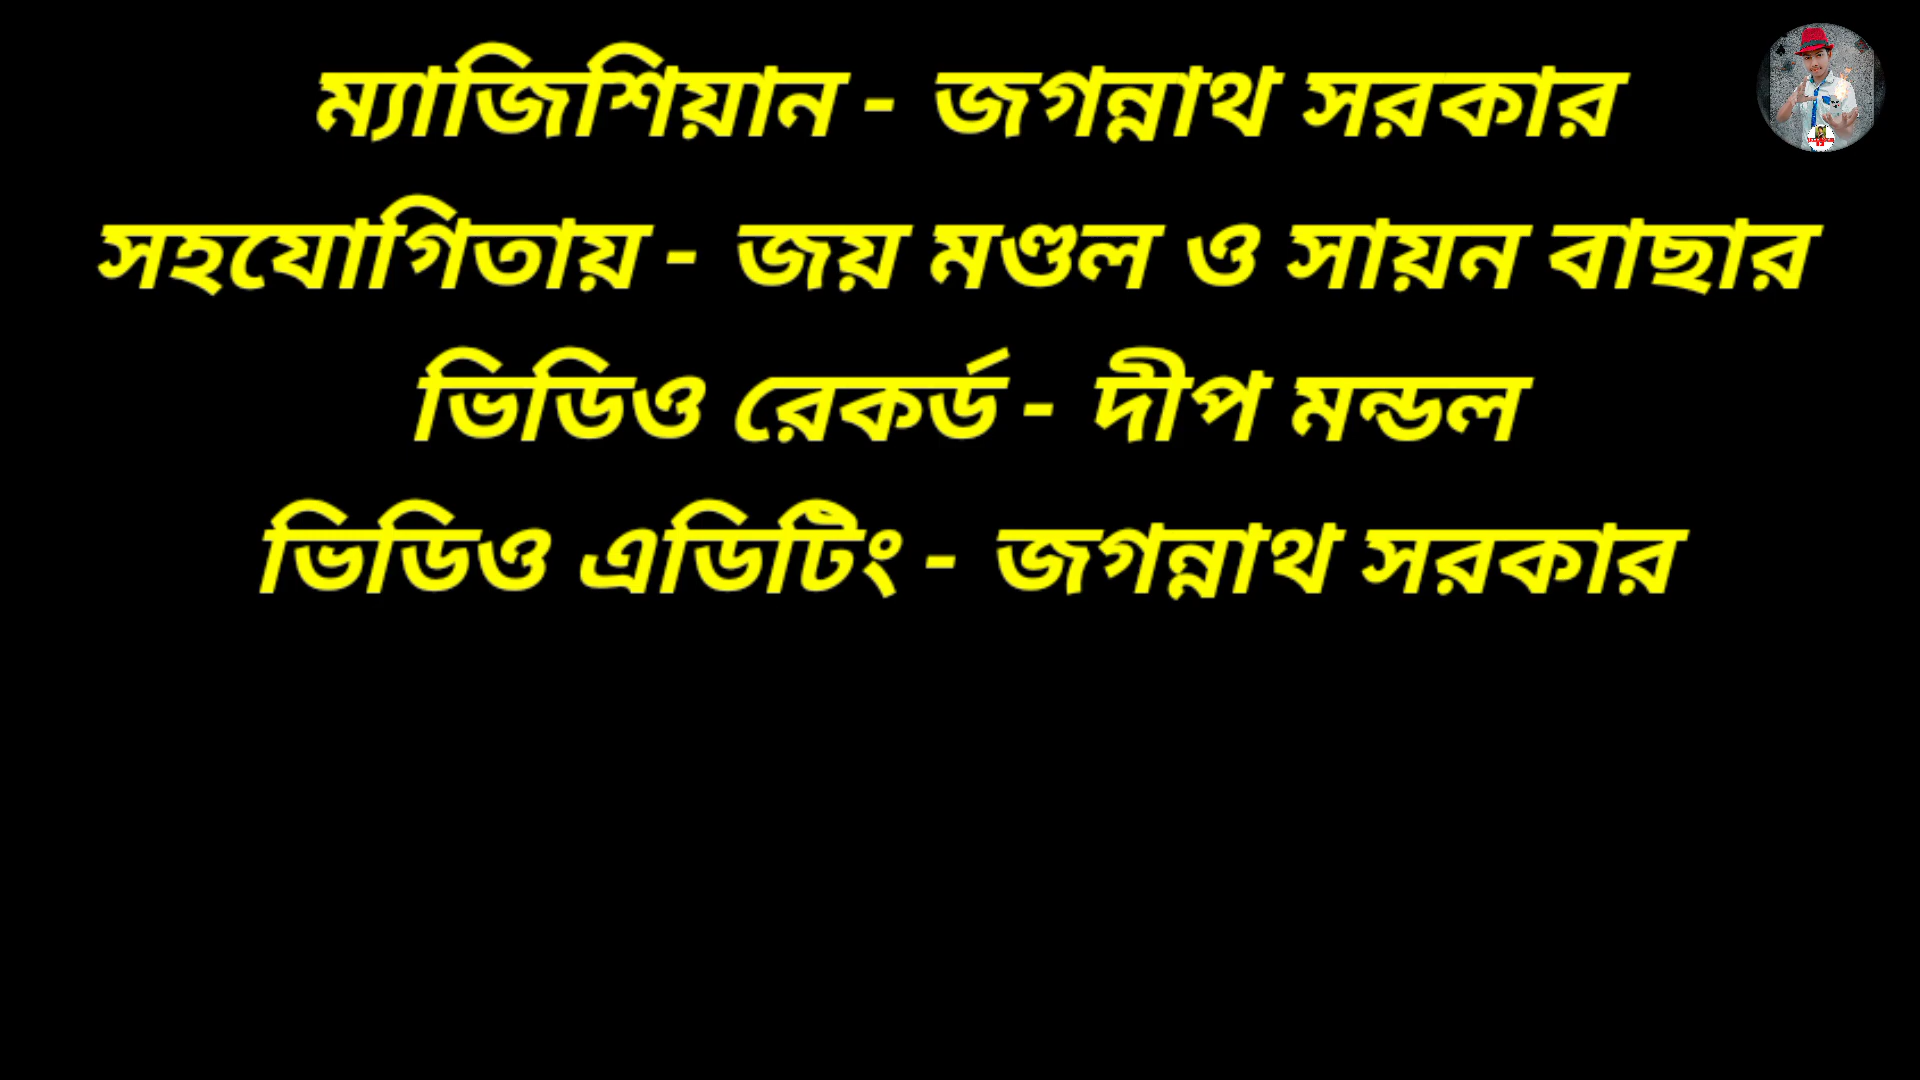 ম্যাজিশিয়ান - জগন্নাথ সরকার
সহযোগিতায় - জয় মণ্ডল ও সায়ন বাছার
ভিডিও রেকর্ড - দীপ মন্ডল
ভিডিও এডিটিং - জগন্নাথ সরকার